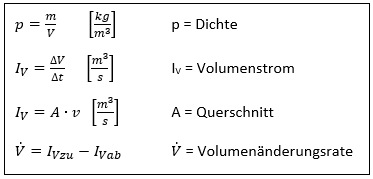 p = m/V [kg/m³] p = Dichte
I_V = ΔV/Δt [m³/s] I_V = Volumenstrom
I_V = A · v [m³/s] A = Querschnitt
V̇ = I_Vzu − I_Vab V̇ = Volumenänderungsrate